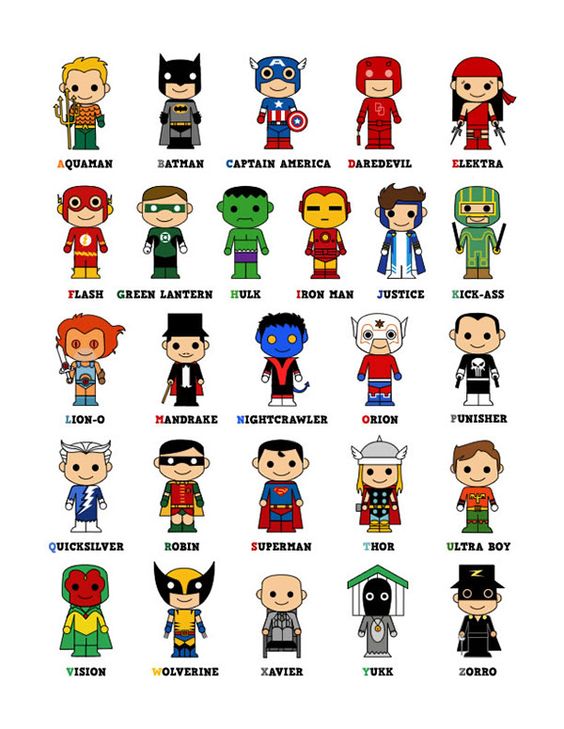 AQUAMAN BATMAN CAPTAIN AMERICA DAREDEVIL ELEKTRA
FLASH GREEN LANTERN HULK IRON MAN JUSTICE KICK-ASS
LION-O MANDRAKE NIGHTCRAWLER ORION PUNISHER
QUICKSILVER ROBIN SUPERMAN THOR ULTRA BOY
VISION WOLVERINE XAVIER YUKK ZORRO